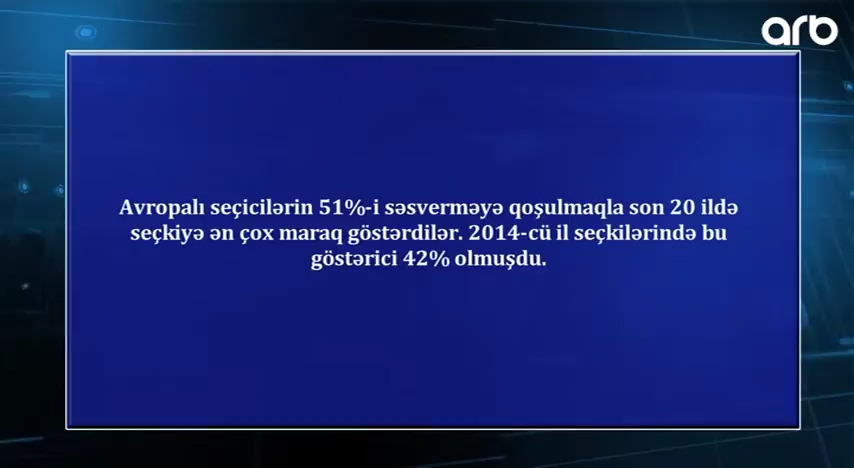 arb
Avropalı seçicilərin 51%-i səsverməyə qoşulmaqla son 20 ildə
seçkiyə ən çox maraq göstərdilər. 2014-cü il seçkilərində bu
göstərici 42% olmuşdu.